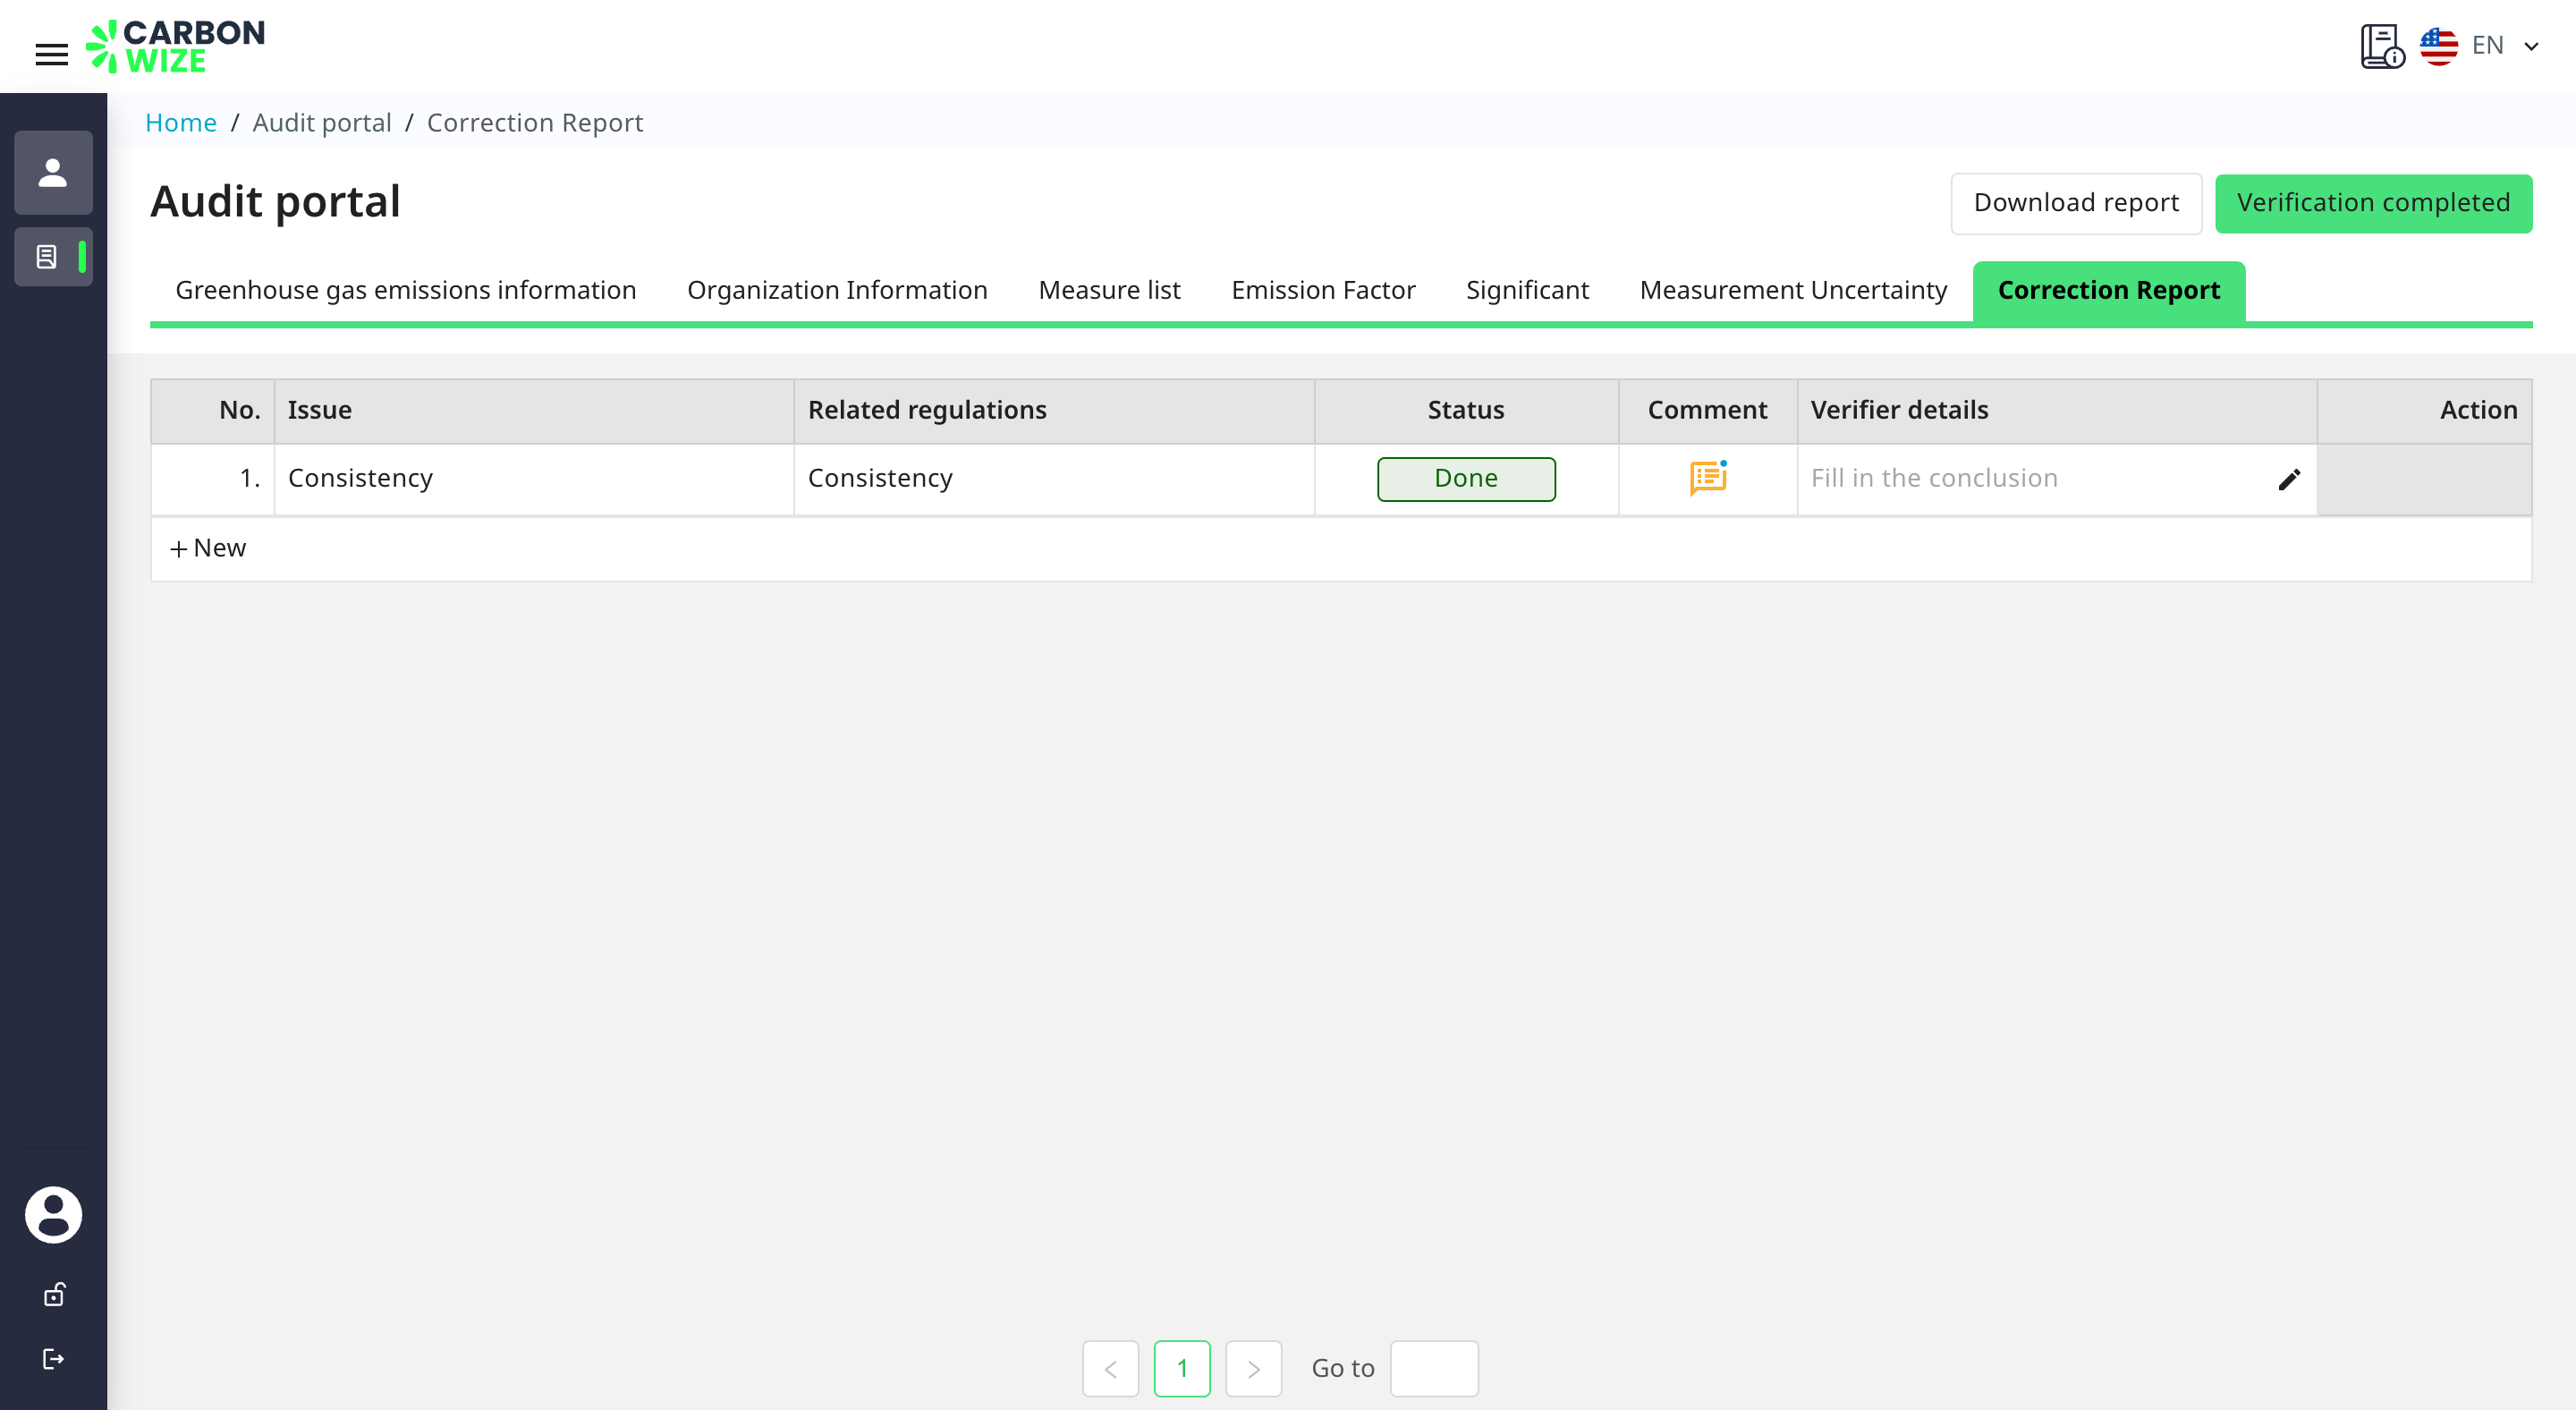 CARBON
WIZE
EN
Home / Audit portal / Correction Report
Audit portal
Download report
Verification completed
Greenhouse gas emissions information
Organization Information
Measure list
Emission Factor
Significant
Measurement Uncertainty
Correction Report
No. Issue Related regulations Status Comment Verifier details Action
1. Consistency Consistency Done Fill in the conclusion
+ New
< 1 > Go to